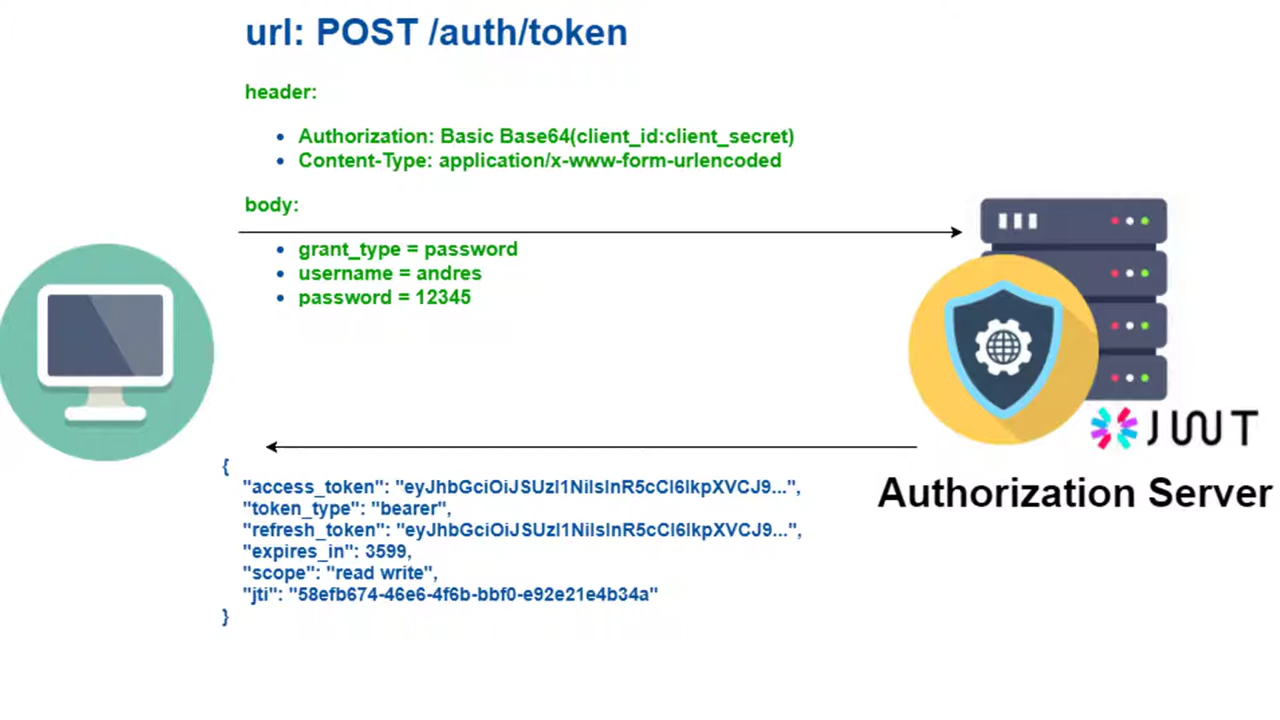 url: POST /auth/token
header:
• Authorization: Basic Base64(client_id:client_secret)
• Content-Type: application/x-www-form-urlencoded
body:
• grant_type = password
• username = andres
• password = 12345
JWT
Authorization Server
{
"access_token": "eyJhbGciOiJSUzI1NiIsInR5cCI6IkpXVCJ9...",
"token_type": "bearer",
"refresh_token": "eyJhbGciOiJSUzI1NiIsInR5cCI6IkpXVCJ9...",
"expires_in": 3599,
"scope": "read write",
"jti": "58efb674-46e6-4f6b-bbf0-e92e21e4b34a"
}